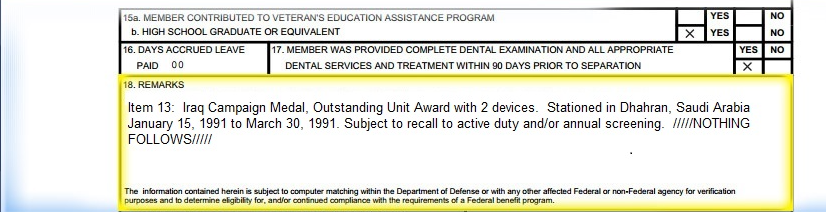 15a. MEMBER CONTRIBUTED TO VETERAN'S EDUCATION ASSISTANCE PROGRAM YES NO
b. HIGH SCHOOL GRADUATE OR EQUIVALENT X YES NO
16. DAYS ACCRUED LEAVE 17. MEMBER WAS PROVIDED COMPLETE DENTAL EXAMINATION AND ALL APPROPRIATE YES NO
PAID 00 DENTAL SERVICES AND TREATMENT WITHIN 90 DAYS PRIOR TO SEPARATION X
18. REMARKS
Item 13: Iraq Campaign Medal, Outstanding Unit Award with 2 devices. Stationed in Dhahran, Saudi Arabia
January 15, 1991 to March 30, 1991. Subject to recall to active duty and/or annual screening. /////NOTHING
FOLLOWS/////
The information contained herein is subject to computer matching within the Department of Defense or with any other affected Federal or non-Federal agency for verification
purposes and to determine eligibility for, and/or continued compliance with the requirements of a Federal benefit program.